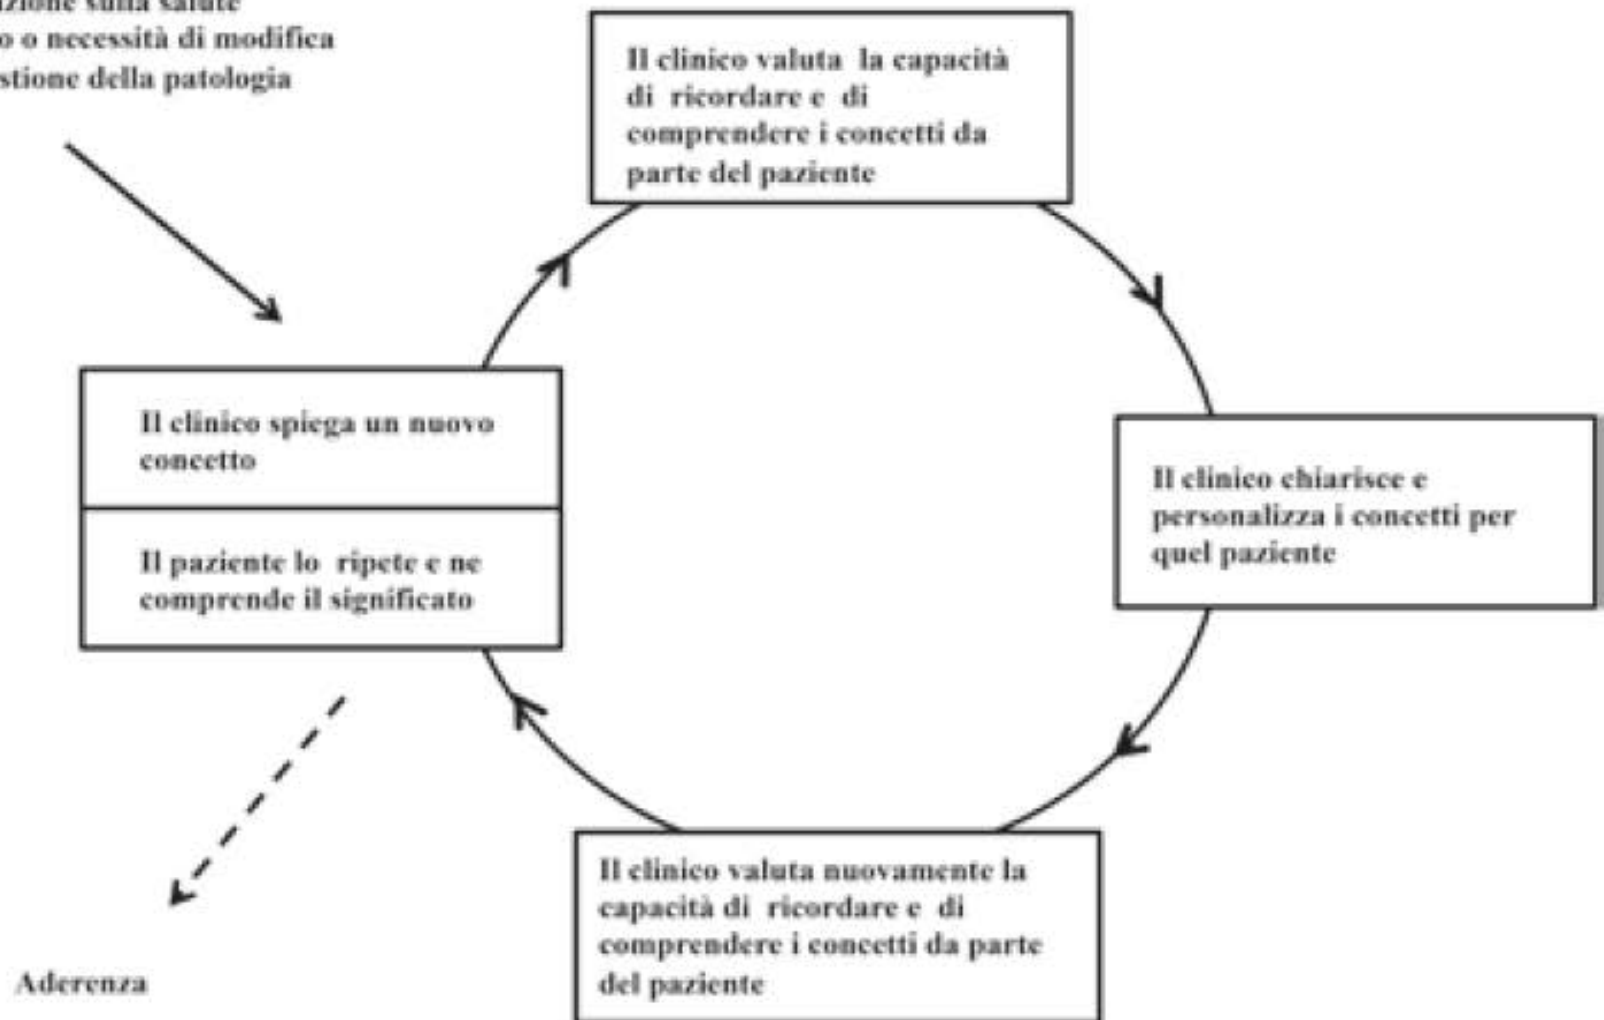 o o necessità di modifica
stione della patologia
Il clinico valuta la capacità
di ricordare e di
comprendere i concetti da
parte del paziente
Il clinico spiega un nuovo
concetto
Il paziente lo ripete e ne
comprende il significato
Il clinico chiarisce e
personalizza i concetti per
quel paziente
Il clinico valuta nuovamente la
capacità di ricordare e di
comprendere i concetti da parte
del paziente
Aderenza